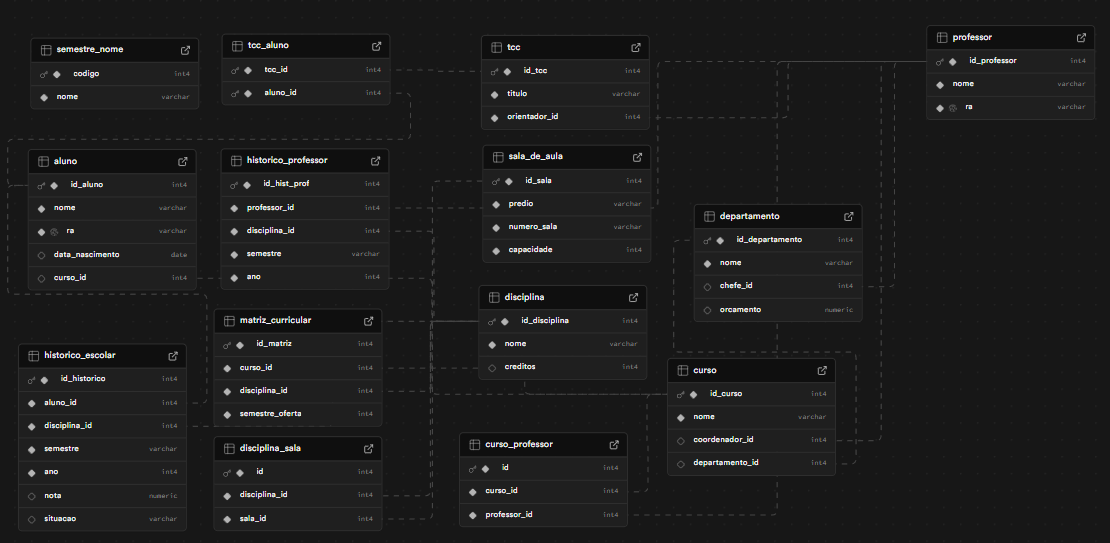 semestre_nome
codigo int4
nome varchar
tcc_aluno
tcc_id int4
aluno_id int4
tcc
id_tcc int4
titulo varchar
orientador_id int4
professor
id_professor int4
nome varchar
ra varchar
aluno
id_aluno int4
nome varchar
ra varchar
data_nascimento date
curso_id int4
historico_professor
id_hist_prof int4
professor_id int4
disciplina_id int4
semestre varchar
ano int4
sala_de_aula
id_sala int4
predio varchar
numero_sala varchar
capacidade int4
departamento
id_departamento int4
nome varchar
chefe_id int4
orcamento numeric
disciplina
id_disciplina int4
nome varchar
creditos int4
matriz_curricular
id_matriz int4
curso_id int4
disciplina_id int4
semestre_oferta int4
historico_escolar
id_historico int4
aluno_id int4
disciplina_id int4
semestre varchar
ano int4
nota numeric
situacao varchar
curso
id_curso int4
nome varchar
coordenador_id int4
departamento_id int4
disciplina_sala
id int4
disciplina_id int4
sala_id int4
curso_professor
id int4
curso_id int4
professor_id int4